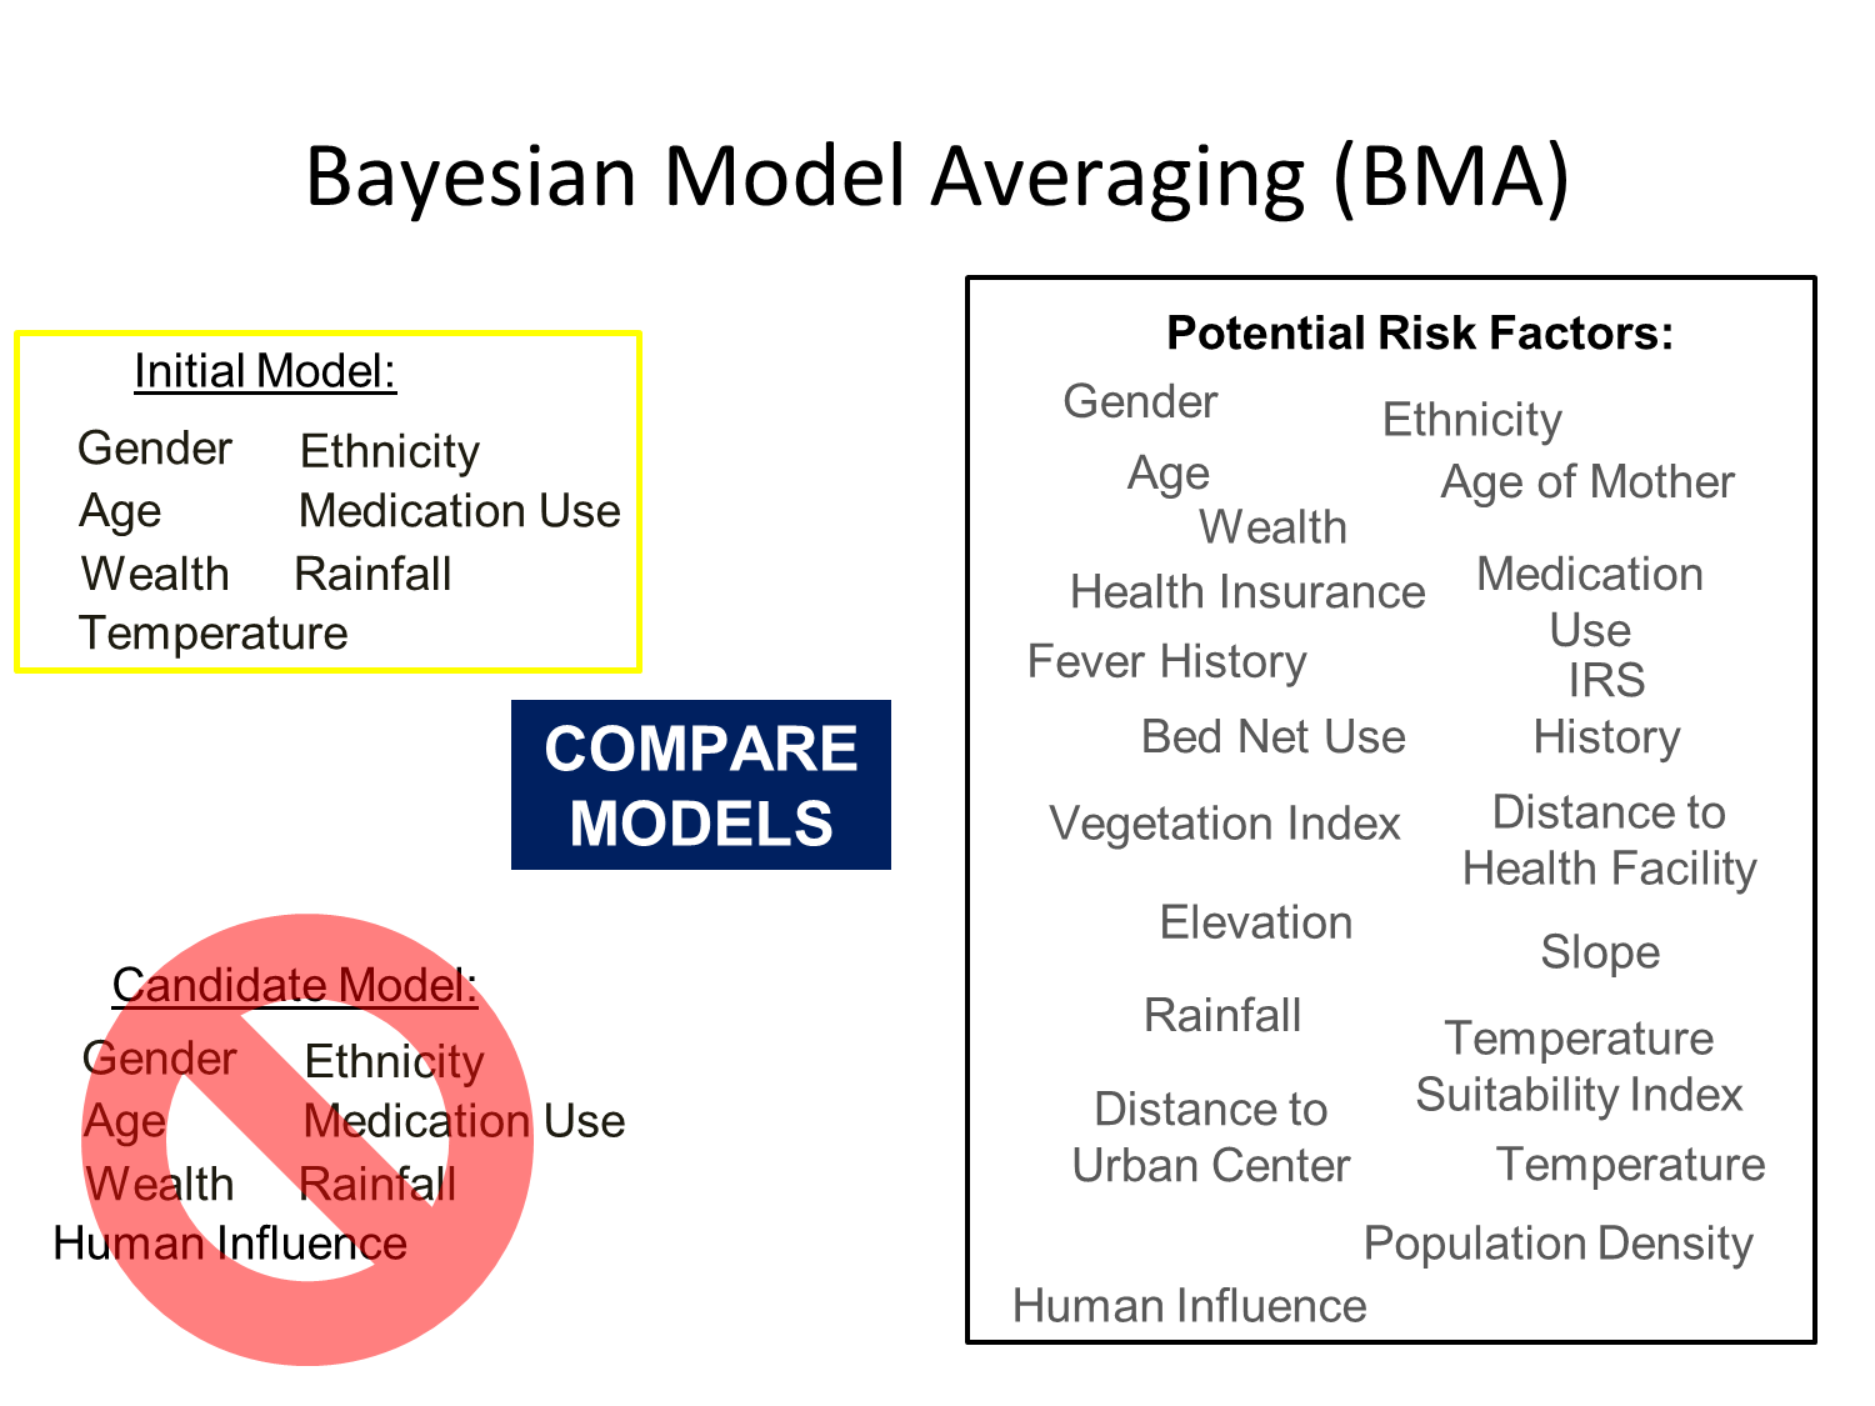 Bayesian Model Averaging (BMA)
Initial Model:
Gender Ethnicity
Age Medication Use
Wealth Rainfall
Temperature
COMPARE
MODELS
Candidate Model:
Gender Ethnicity
Age Medication Use
Wealth Rainfall
Human Influence
Potential Risk Factors:
Gender
Ethnicity
Age
Age of Mother
Wealth
Health Insurance
Medication
Use
Fever History
IRS
History
Bed Net Use
Vegetation Index
Distance to
Health Facility
Elevation
Slope
Rainfall
Temperature
Suitability Index
Distance to
Urban Center
Temperature
Population Density
Human Influence